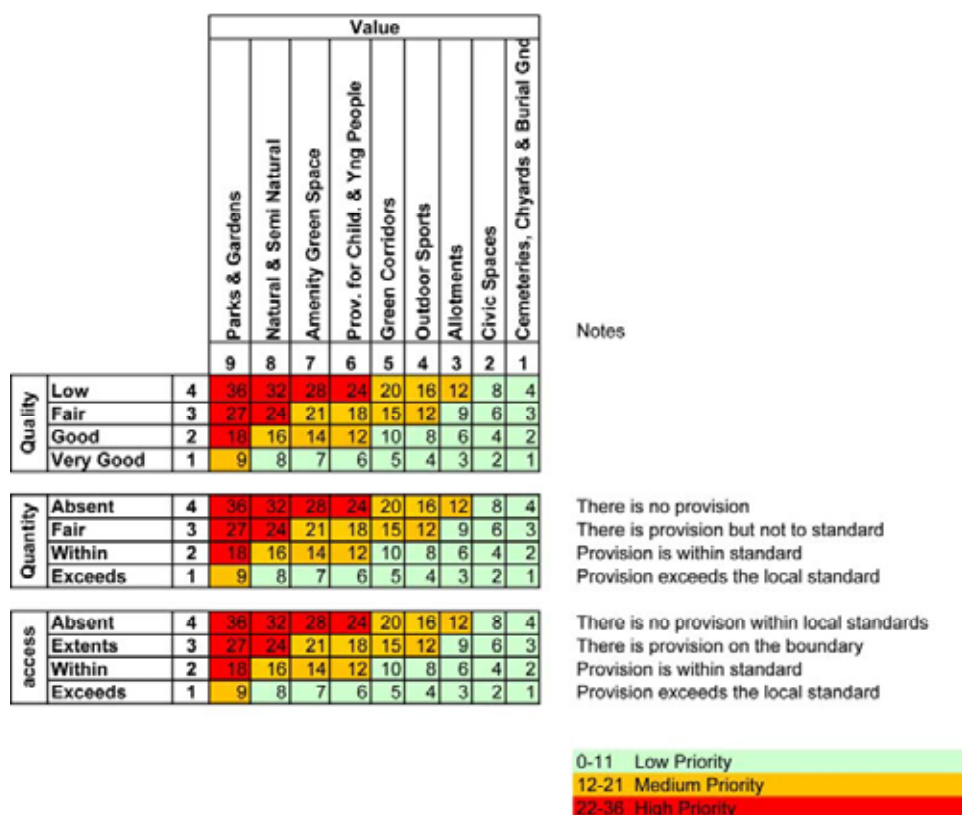 Value
Parks & Gardens
Natural & Semi Natural
Amenity Green Space
Prov. for Child. & Yng People
Green Corridors
Outdoor Sports
Allotments
Civic Spaces
Cemeteries, Chyards & Burial Gnd
Notes
9 8 7 6 5 4 3 2 1
Quality
Low 4 36 32 28 24 20 16 12 8 4
Fair 3 27 24 21 18 15 12 9 6 3
Good 2 18 16 14 12 10 8 6 4 2
Very Good 1 9 8 7 6 5 4 3 2 1
Quantity
Absent 4 36 32 28 24 20 16 12 8 4 There is no provision
Fair 3 27 24 21 18 15 12 9 6 3 There is provision but not to standard
Within 2 18 16 14 12 10 8 6 4 2 Provision is within standard
Exceeds 1 9 8 7 6 5 4 3 2 1 Provision exceeds the local standard
access
Absent 4 36 32 28 24 20 16 12 8 4 There is no provison within local standards
Extents 3 27 24 21 18 15 12 9 6 3 There is provision on the boundary
Within 2 18 16 14 12 10 8 6 4 2 Provision is within standard
Exceeds 1 9 8 7 6 5 4 3 2 1 Provision exceeds the local standard
0-11 Low Priority
12-21 Medium Priority
22-36 High Priority